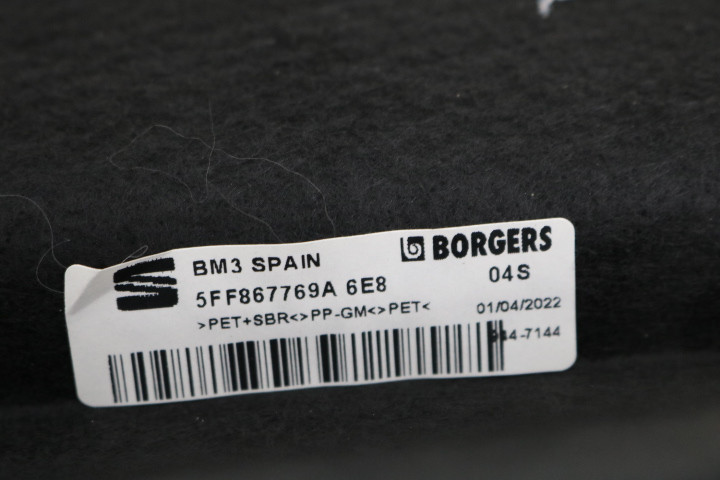 BM3 SPAIN
BORGERS
5FF867769A 6E8
04S
>PET+SBR<>PP-GM<>PET<
01/04/2022
-7144